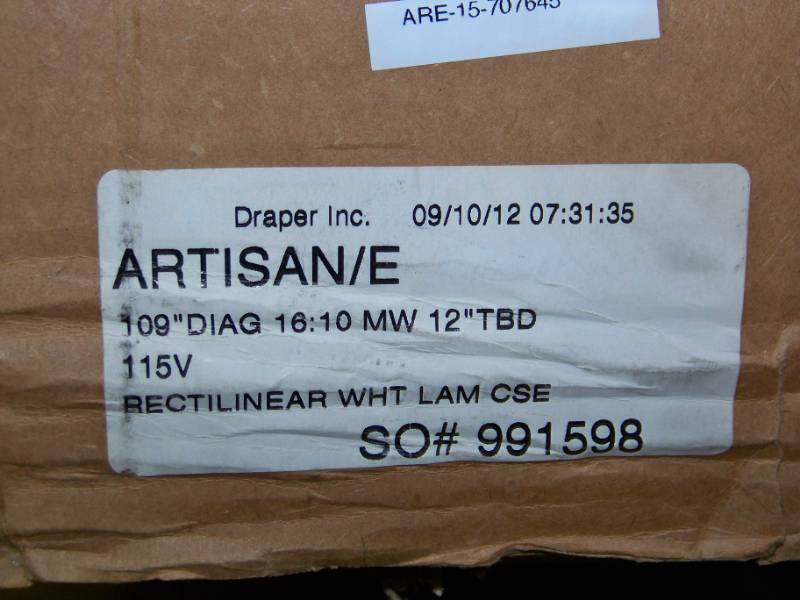 ARE-15-707645
Draper Inc. 09/10/12 07:31:35
ARTISAN/E
109"DIAG 16:10 MW 12"TBD
115V
RECTILINEAR WHT LAM CSE
SO# 991598